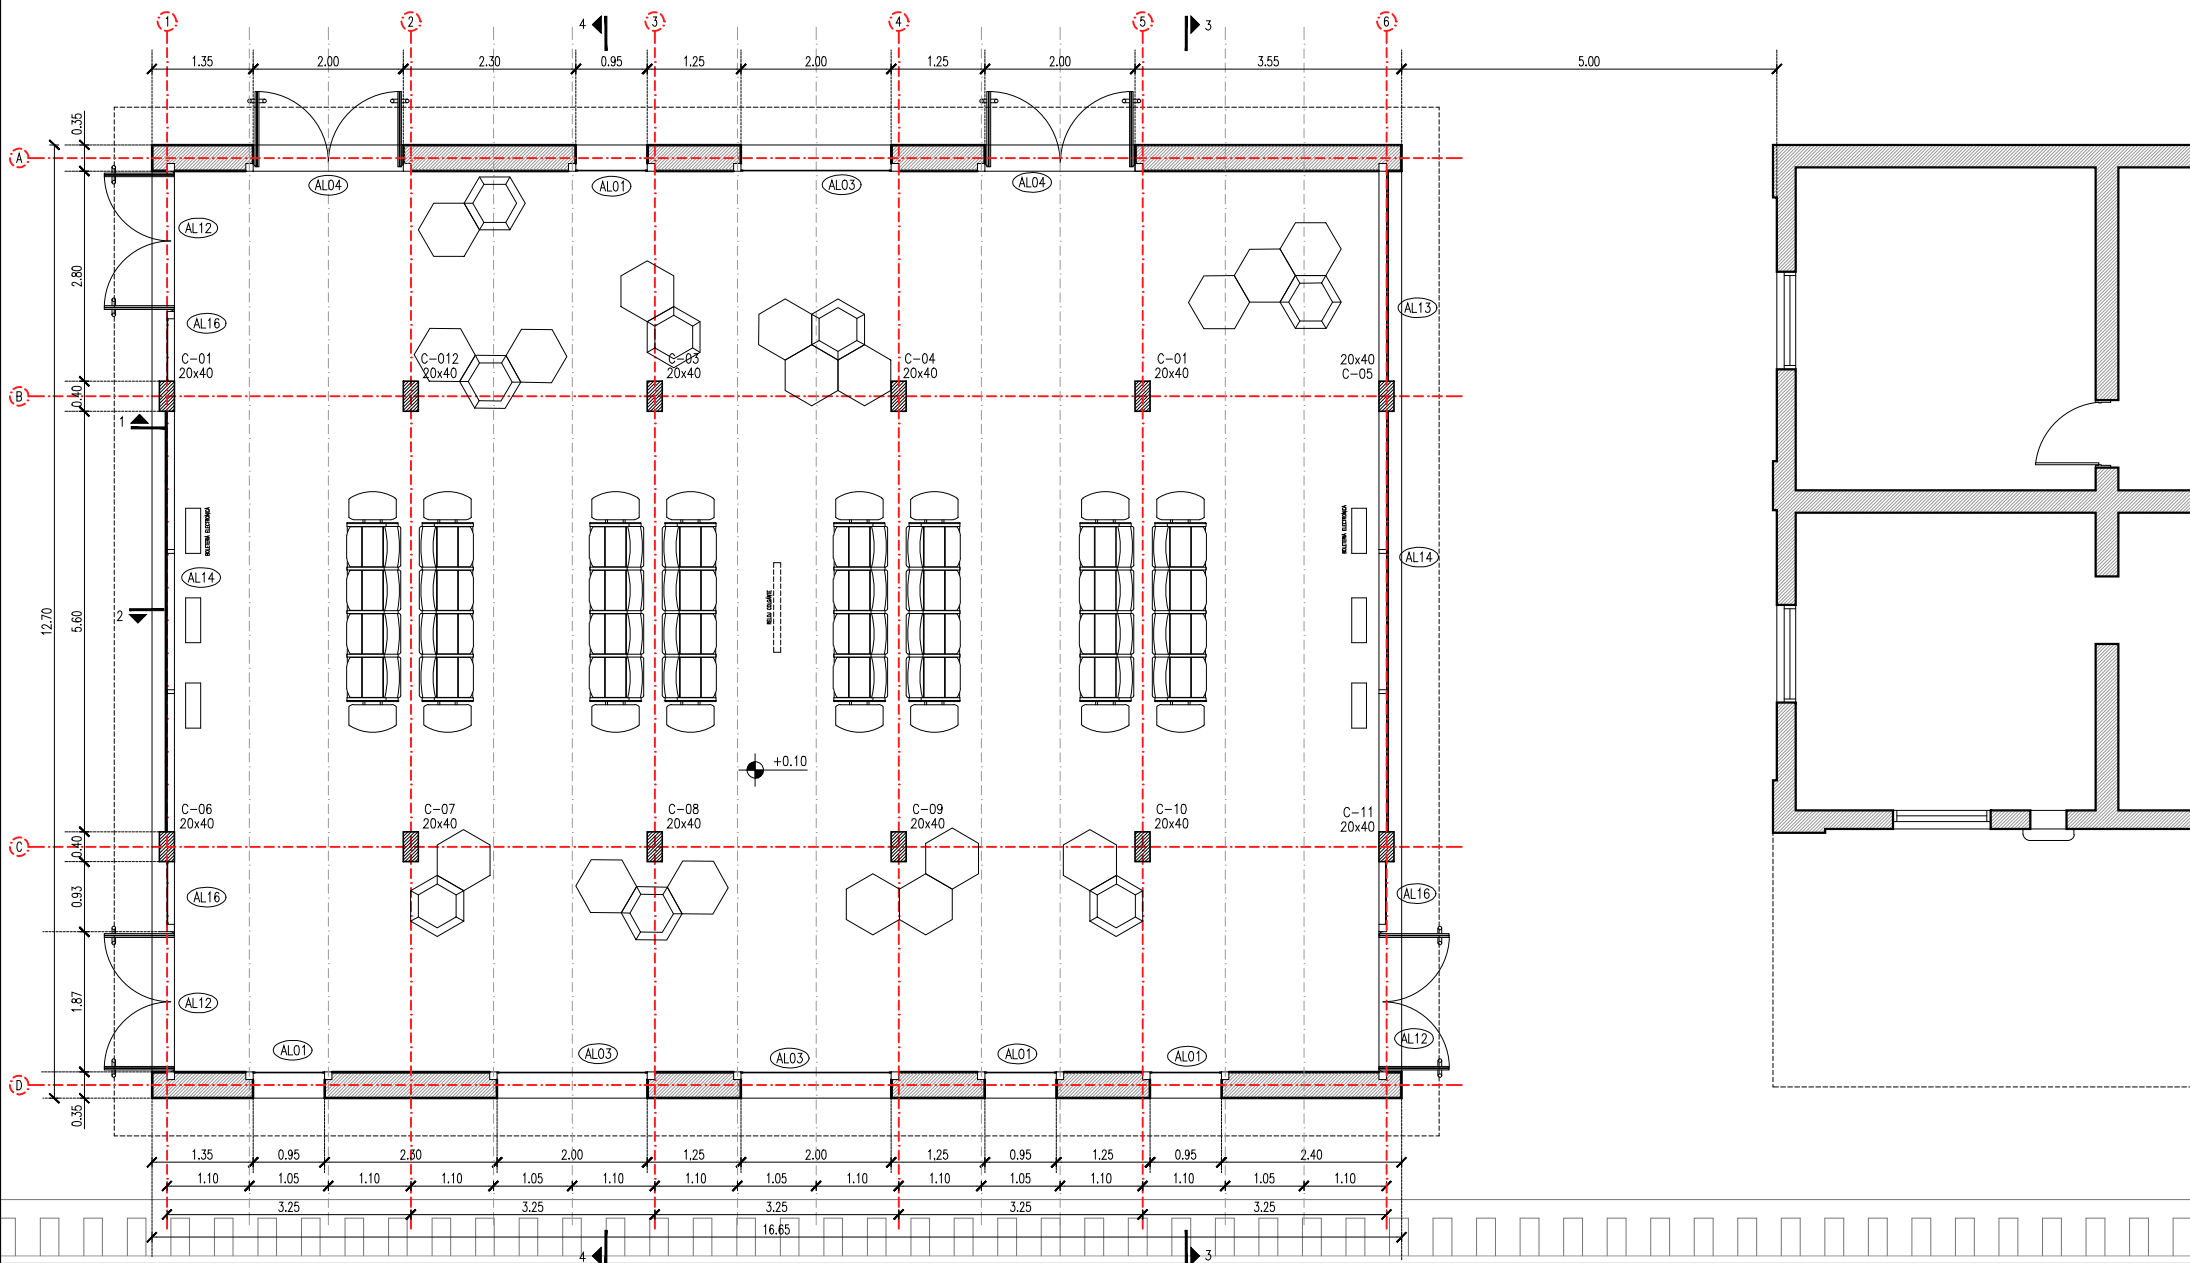 1 2 3 4 5 6
4 3
1.35 2.00 2.30 0.95 1.25 2.00 1.25 2.00 3.55 5.00
0.35
A
AL04 AL01 AL03 AL04
AL12
2.80
AL16 AL13
C-01 C-012 C-03 C-04 C-01 20x40
20x40 20x40 20x40 20x40 20x40 C-05
B 0.40
1
BOLETERIA ELECTRONICA BOLETERIA ELECTRONICA
AL14 AL14
2
12.70 5.60
RELOJ COLGANTE
+0.10
C-06 C-07 C-08 C-09 C-10 C-11
20x40 20x40 20x40 20x40 20x40 20x40
C 0.40
0.93 AL16 AL16
1.87 AL12
AL12
AL01 AL03 AL03 AL01 AL01
D
0.35
1.35 0.95 2.30 2.00 1.25 2.00 1.25 0.95 1.25 0.95 2.40
1.10 1.05 1.10 1.10 1.05 1.10 1.10 1.05 1.10 1.10 1.05 1.10 1.10 1.05 1.10
3.25 3.25 3.25 3.25 3.25
16.65
4 3